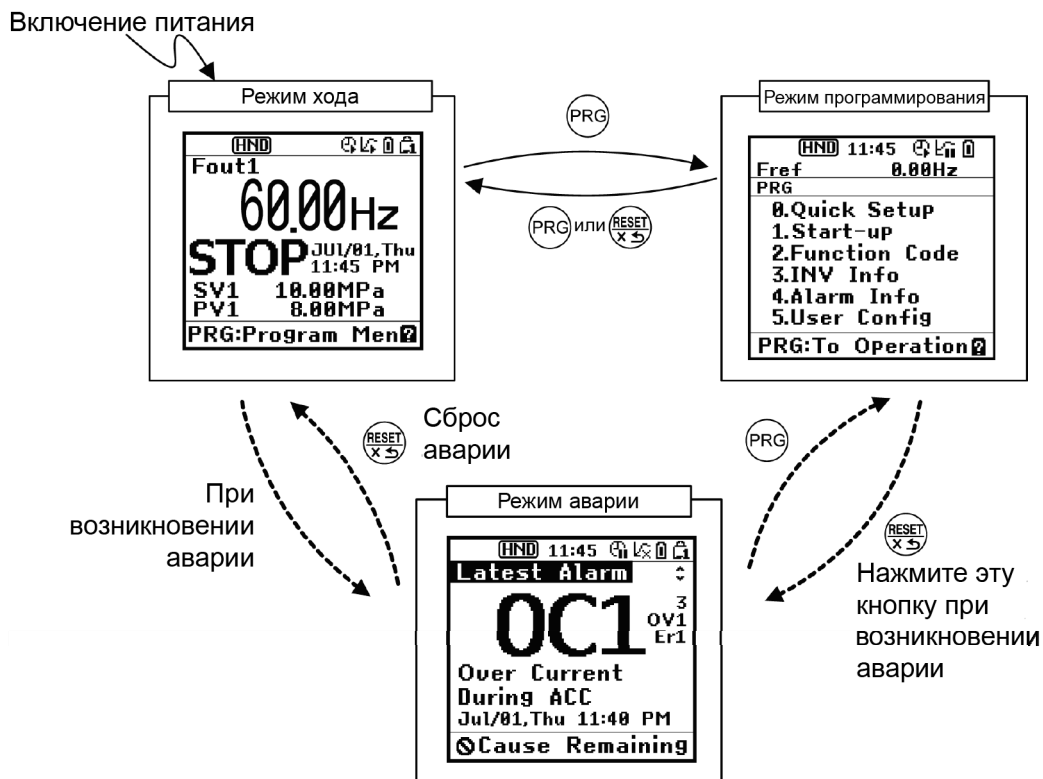 Включение питания
Режим хода
HND
Fout1
60.00Hz
STOP
JUl/01,Thu
11:45 PM
SV1 10.00MPa
PV1 8.00MPa
PRG:Program Men?
PRG
PRG или RESET
Режим программирования
HND 11:45
Fref 0.00Hz
PRG
0.Quick Setup
1.Start-up
2.Function Code
3.INV Info
4.Alarm Info
5.User Config
PRG:To Operation?
При
возникновении
аварии
RESET
Сброс
аварии
Режим аварии
HND 11:45
Latest Alarm
OC1
3
OV1
Er1
Over Current
During ACC
Jul/01,Thu 11:40 PM
Cause Remaining
PRG
RESET
Нажмите эту
кнопку при
возникновении
аварии